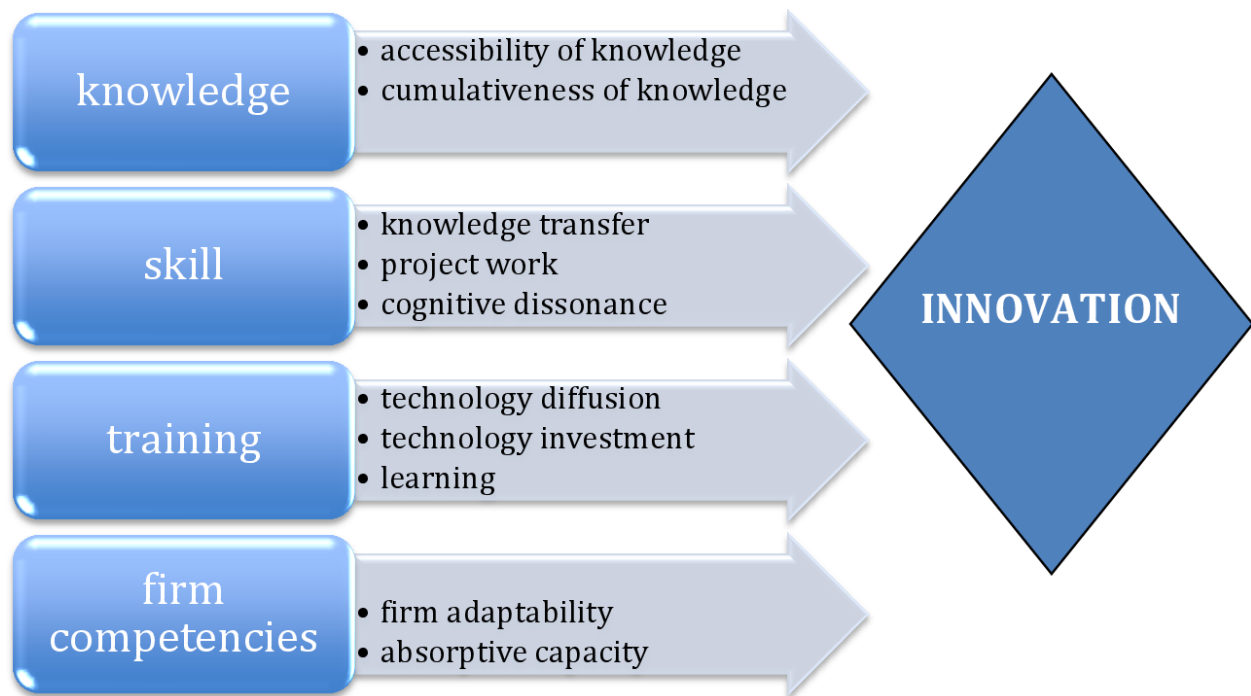 knowledge
• accessibility of knowledge
• cumulativeness of knowledge
skill
• knowledge transfer
• project work
• cognitive dissonance
training
• technology diffusion
• technology investment
• learning
firm
competencies
• firm adaptability
• absorptive capacity
INNOVATION